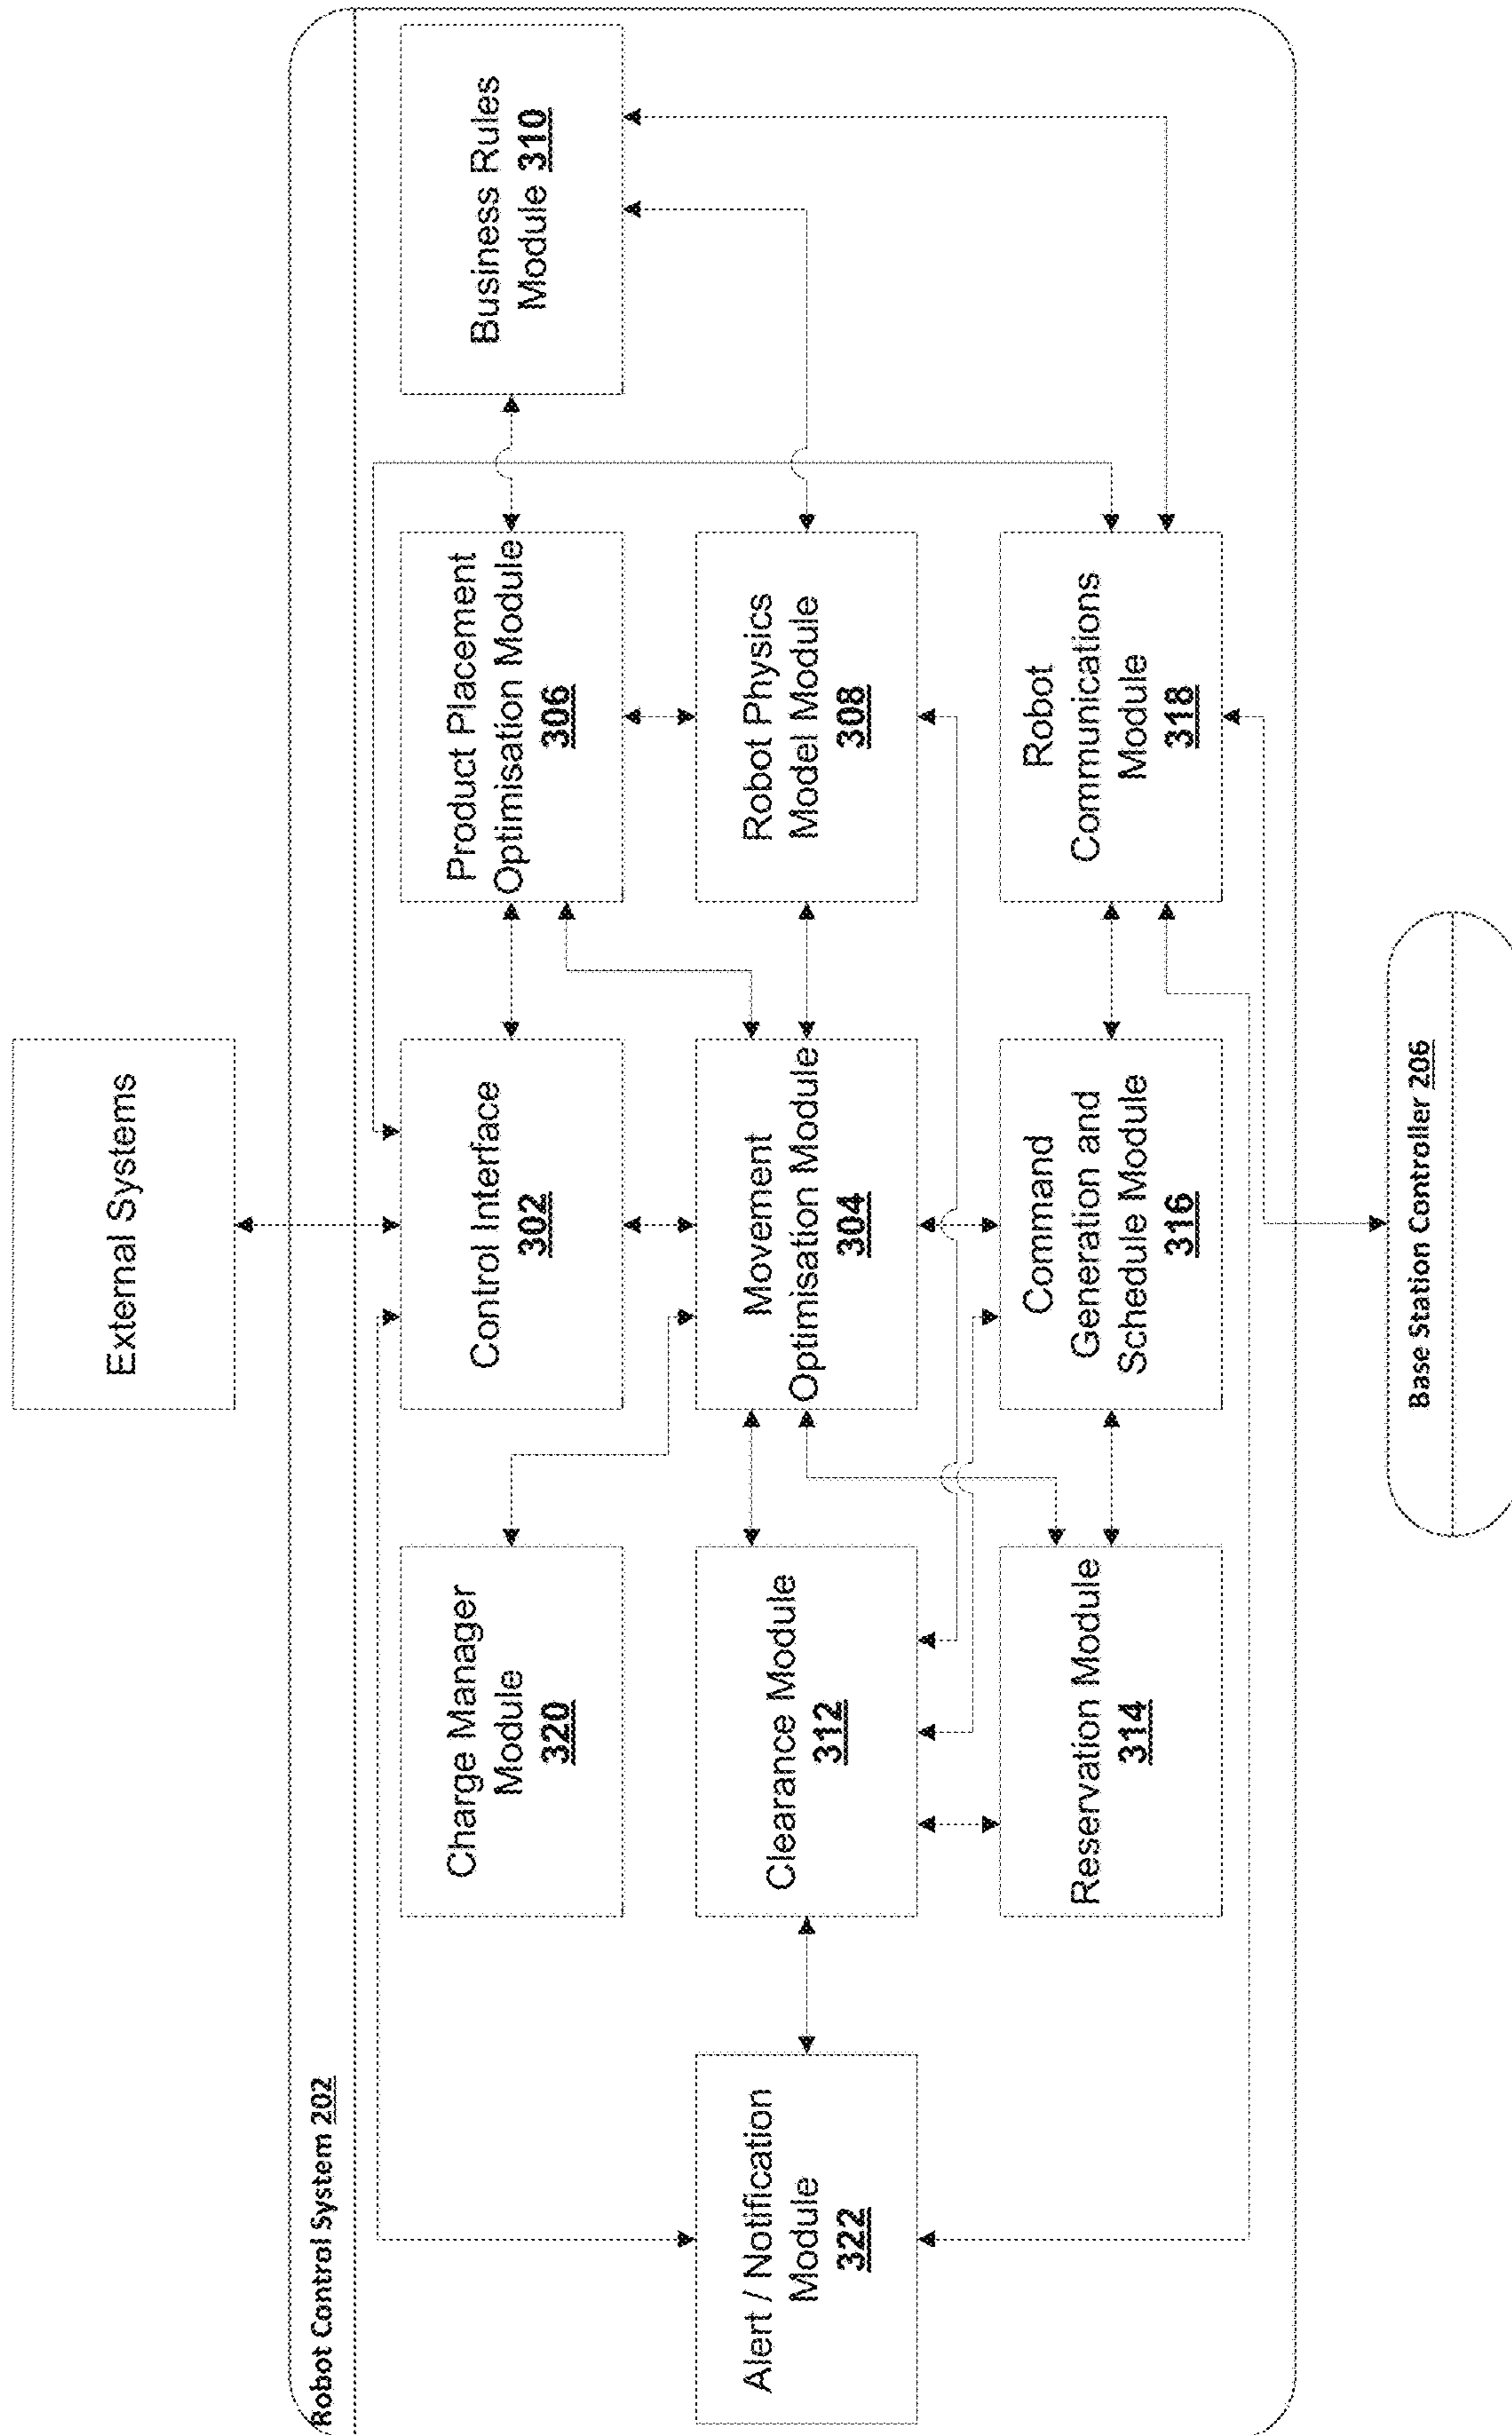 External Systems
Robot Control System 202
Alert / Notification
Module
322
Charge Manager
Module
320
Control Interface
302
Product Placement
Optimisation Module
306
Business Rules
Module 310
Clearance Module
312
Movement
Optimisation Module
304
Robot Physics
Model Module
308
Reservation Module
314
Command
Generation and
Schedule Module
316
Robot
Communications
Module
318
Base Station Controller 206